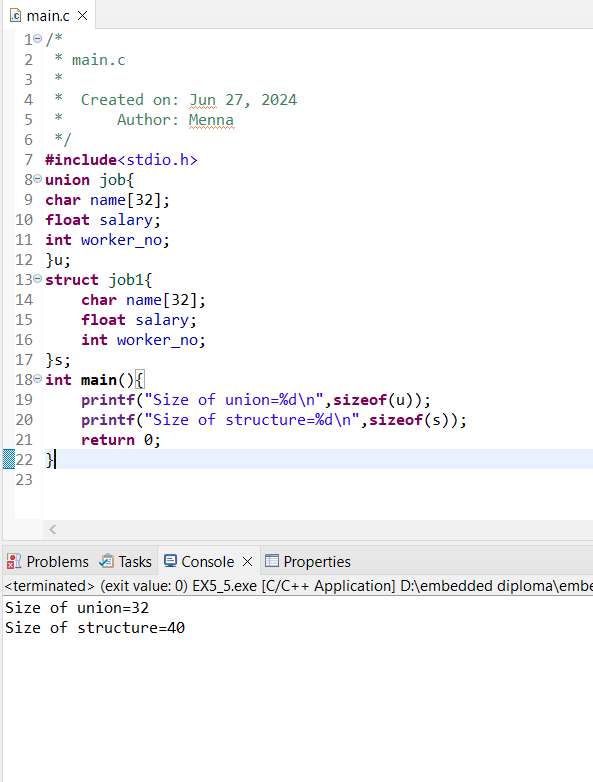 main.c
1 /*
2  * main.c
3  *
4  *  Created on: Jun 27, 2024
5  *      Author: Menna
6  */
7 #include<stdio.h>
8 union job{
9 char name[32];
10 float salary;
11 int worker_no;
12 }u;
13 struct job1{
14     char name[32];
15     float salary;
16     int worker_no;
17 }s;
18 int main(){
19     printf("Size of union=%d\n",sizeof(u));
20     printf("Size of structure=%d\n",sizeof(s));
21     return 0;
22 }
23
Problems Tasks Console Properties
<terminated> (exit value: 0) EX5_5.exe [C/C++ Application] D:\embedded diploma\embe
Size of union=32
Size of structure=40